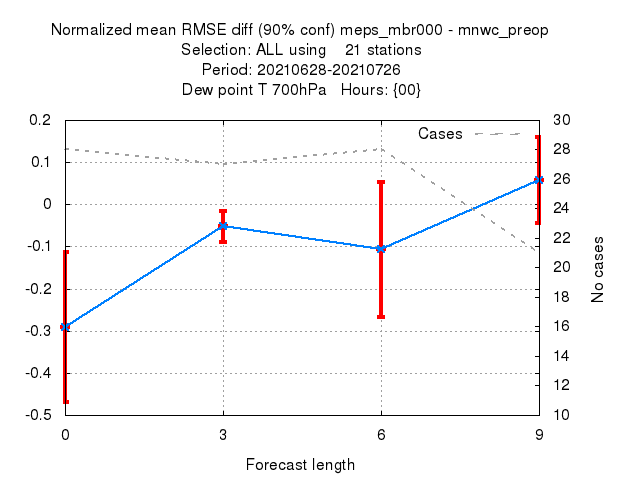 Normalized mean RMSE diff (90% conf) meps_mbr000 - mnwc_preop
Selection: ALL using 21 stations
Period: 20210628-20210726
Dew point T 700hPa Hours: {00}
Cases
0.2
0.1
0
-0.1
-0.2
-0.3
-0.4
-0.5
30
28
26
24
22
20
18
16
14
12
10
No cases
0 3 6 9
Forecast length